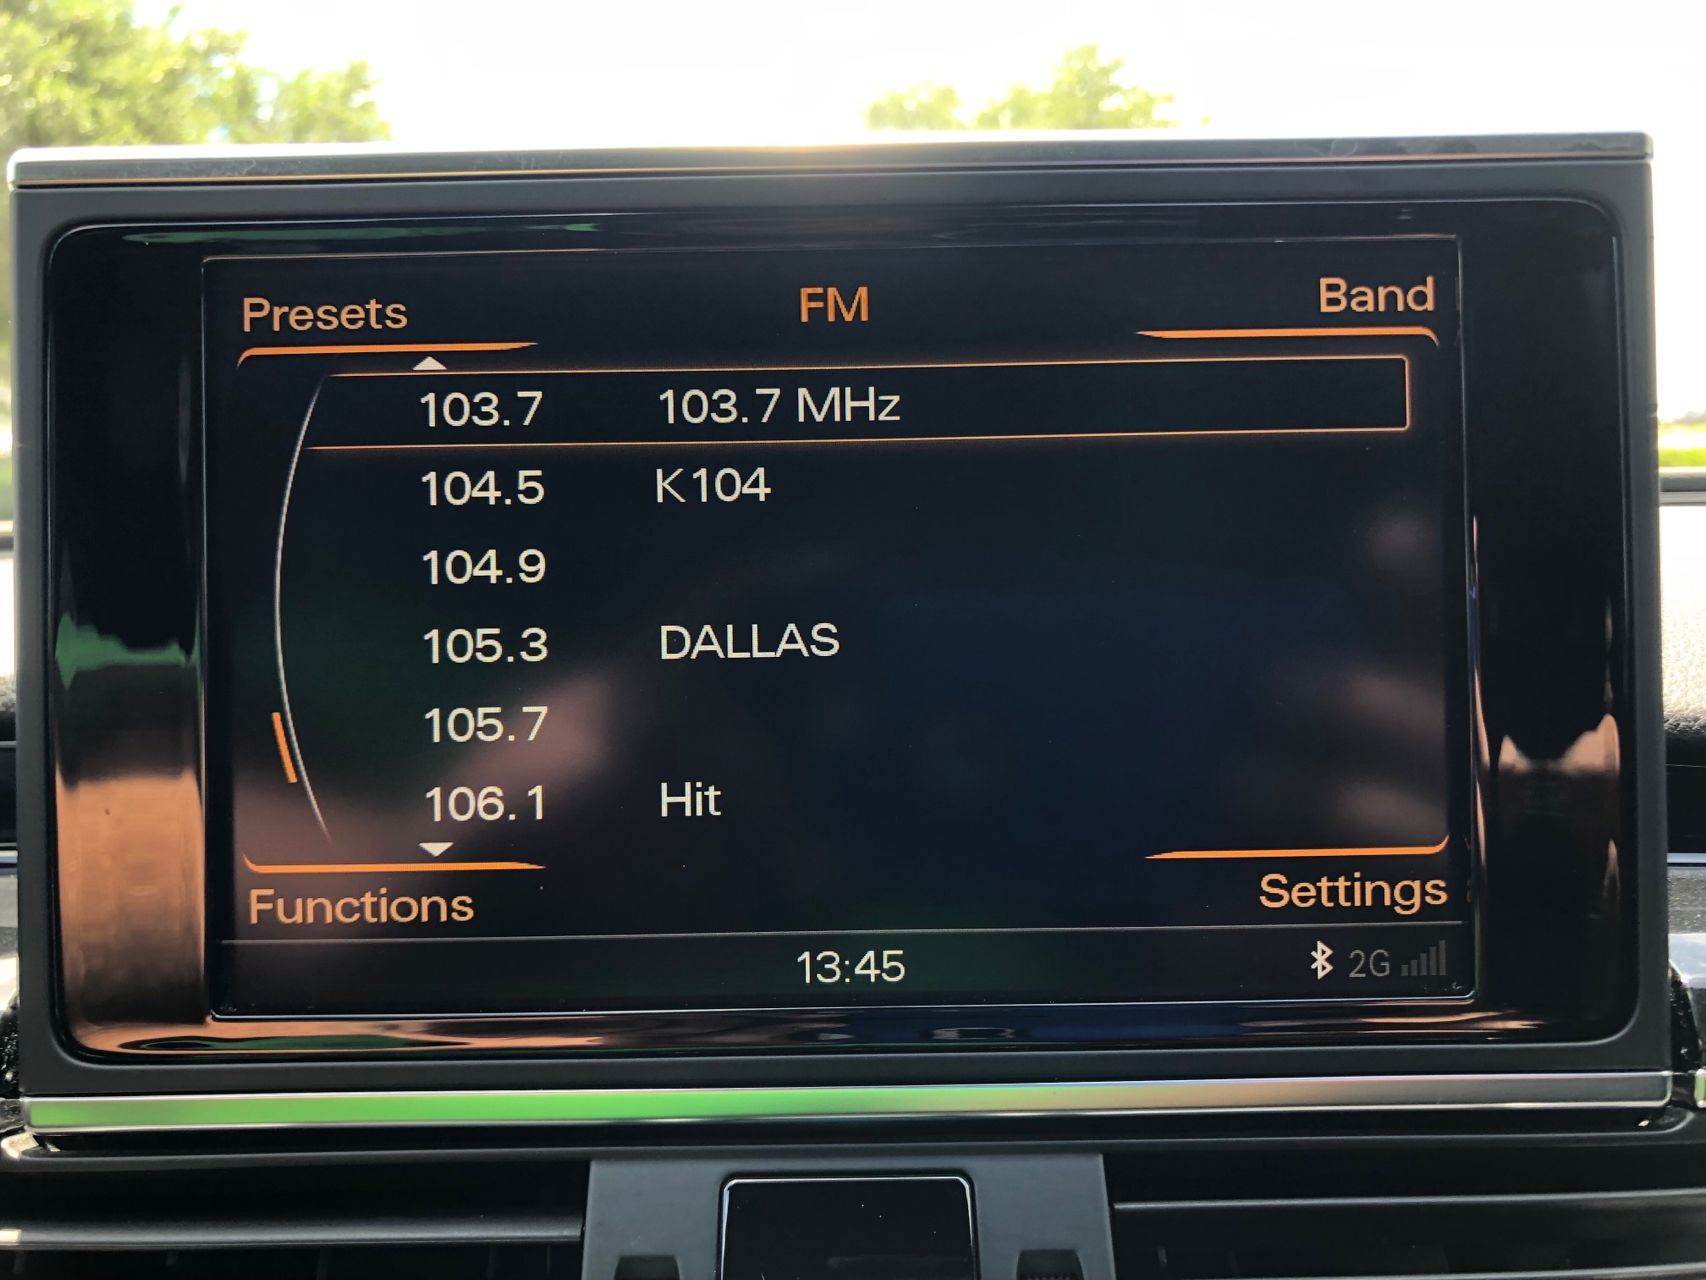 Presets FM Band
103.7 103.7 MHz
104.5 K104
104.9
105.3 DALLAS
105.7
106.1 Hit
Functions Settings
13:45 2G